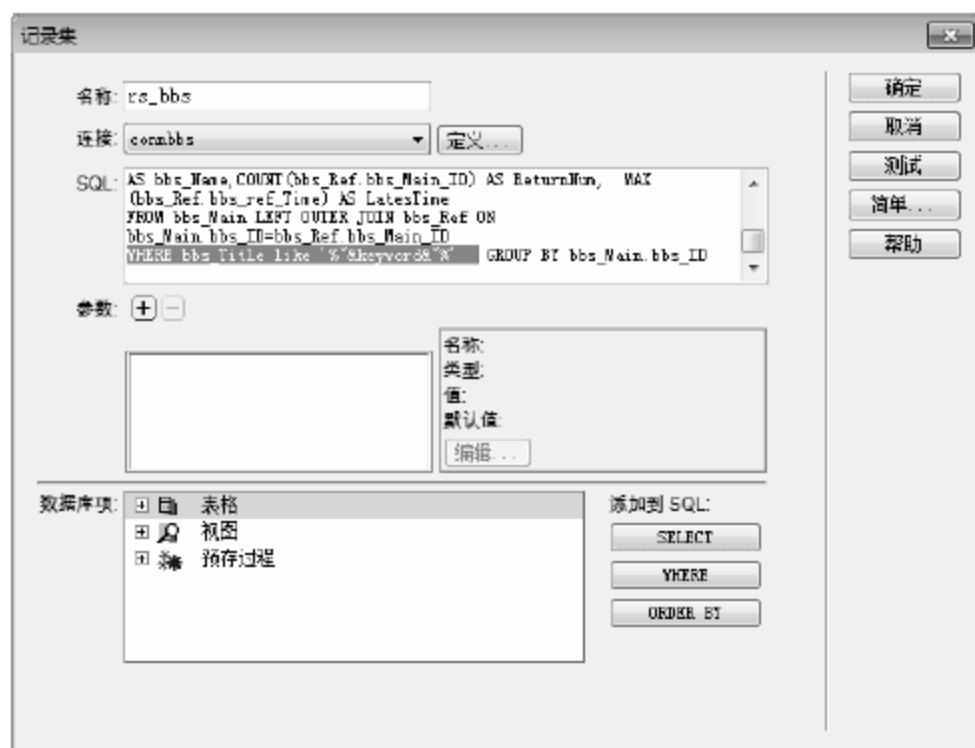 记录集
名称: rs_bbs
确定
连接: connbbs 定义...
取消
SQL: AS bbs_Name,COUNT(bbs_Ref.bbs_Main_ID) AS ReturnNum, MAX
测试
(bbs_Ref.bbs_ref_Time) AS LatesTime
FROM bbs_Main LEFT OUTER JOIN bbs_Ref ON
简单...
bbs_Main.bbs_ID=bbs_Ref.bbs_Main_ID
帮助
WHERE bbs_Title like '%"&keyword&"%' GROUP BY bbs_Main.bbs_ID
参数:
名称:
类型:
值:
默认值:
编辑...
数据库项: 表格
添加到 SQL:
视图
SELECT
预存过程
WHERE
ORDER BY